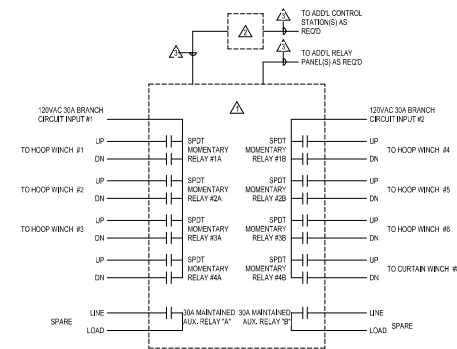 TO ADD'L CONTROL
STATION(S) AS
REQ'D
3
2
3
3
TO ADD'L RELAY
PANEL(S) AS REQ'D
1
120VAC 30A BRANCH
CIRCUIT INPUT #1
120VAC 30A BRANCH
CIRCUIT INPUT #2
TO HOOP WINCH #1
UP
DN
SPDT
MOMENTARY
RELAY #1A
SPDT
MOMENTARY
RELAY #1B
UP
DN
TO HOOP WINCH #4
TO HOOP WINCH #2
UP
DN
SPDT
MOMENTARY
RELAY #2A
SPDT
MOMENTARY
RELAY #2B
UP
DN
TO HOOP WINCH #5
TO HOOP WINCH #3
UP
DN
SPDT
MOMENTARY
RELAY #3A
SPDT
MOMENTARY
RELAY #3B
UP
DN
TO HOOP WINCH #6
UP
DN
SPDT
MOMENTARY
RELAY #4A
SPDT
MOMENTARY
RELAY #4B
UP
DN
TO CURTAIN WINCH
SPARE
LINE
LOAD
30A MAINTAINED
AUX. RELAY "A"
30A MAINTAINED
AUX. RELAY "B"
LINE
LOAD
SPARE